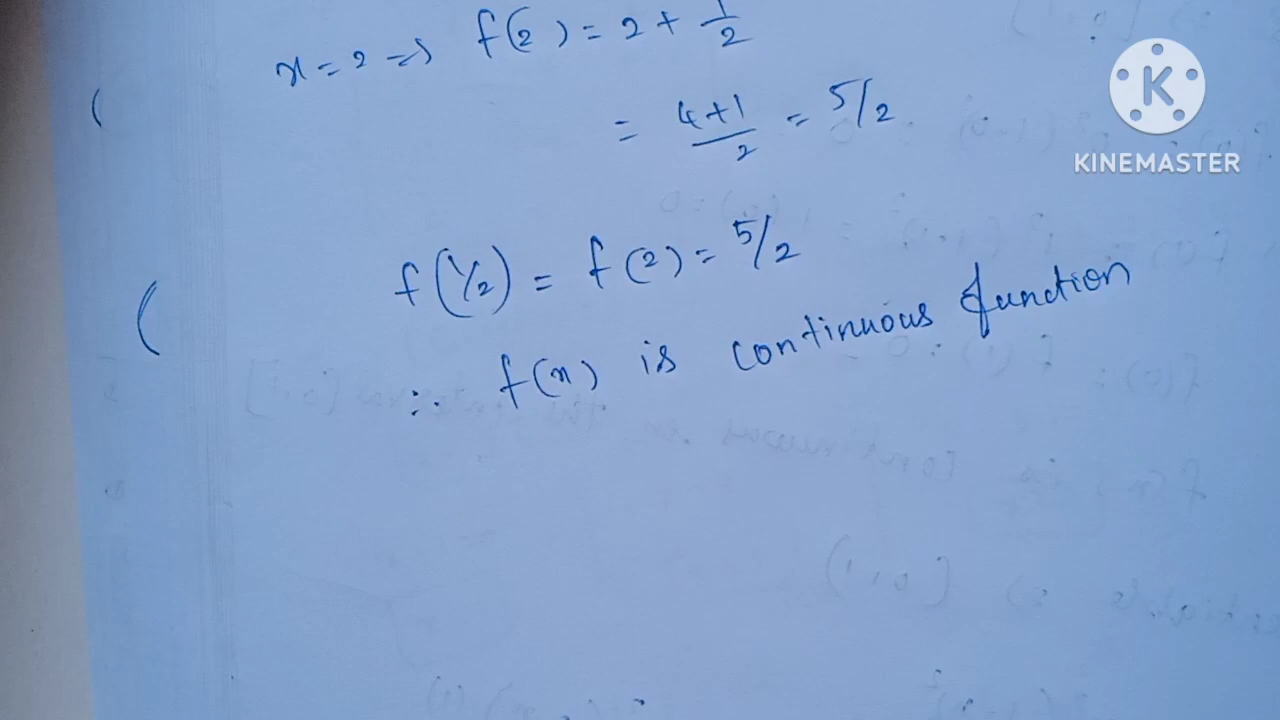 x = 2 => f(2) = 2 + 1/2
= 4+1/2 = 5/2
f(1/2) = f(2) = 5/2
∴ f(x) is continuous function
K
KINEMASTER